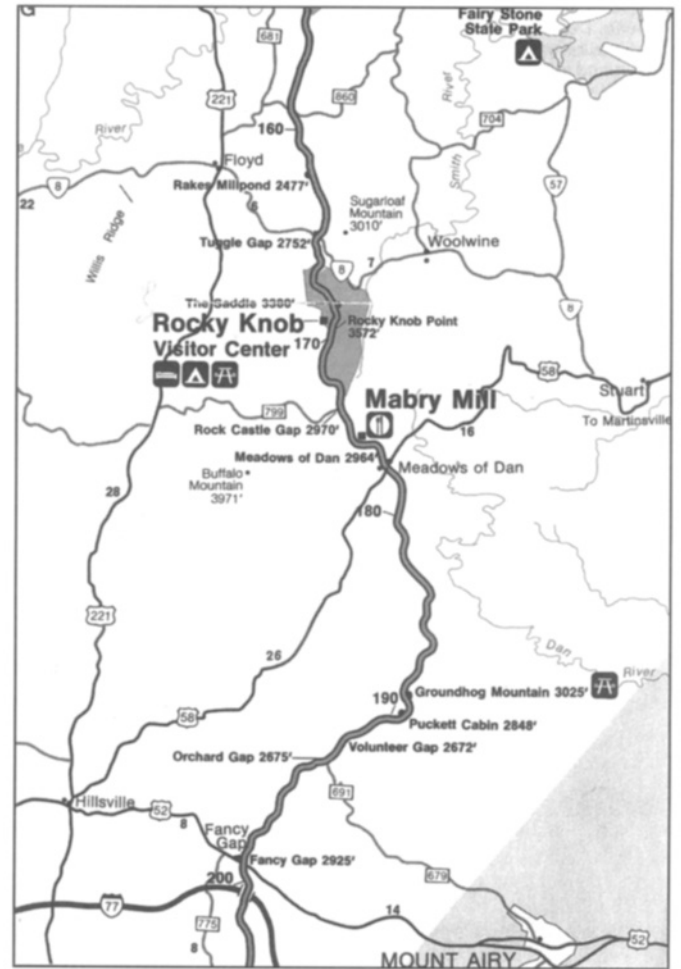 G
Fairy Stone
State Park
681
221
860
River
704
160
River
Floyd
Smith
8
Rakes Millpond 2477'
57
22
6
Sugarloaf
Mountain
3010'
Willis Ridge
Tuggle Gap 2752'
Woolwine
8
7
The Saddle 3380'
8
Rocky Knob
Rocky Knob Point
3572'
170
Visitor Center
58
Stuart
Mabry Mill
799
To Martinsville
Rock Castle Gap 2970'
16
Meadows of Dan 2964'
Meadows of Dan
Buffalo
Mountain
3971'
28
180
221
Dan
26
River
190
Groundhog Mountain 3025'
58
Puckett Cabin 2848'
Volunteer Gap 2672'
Orchard Gap 2675'
691
Hillsville
52
8
Fancy
Gap
Fancy Gap 2925'
200
679
77
14
775
52
8
MOUNT AIRY